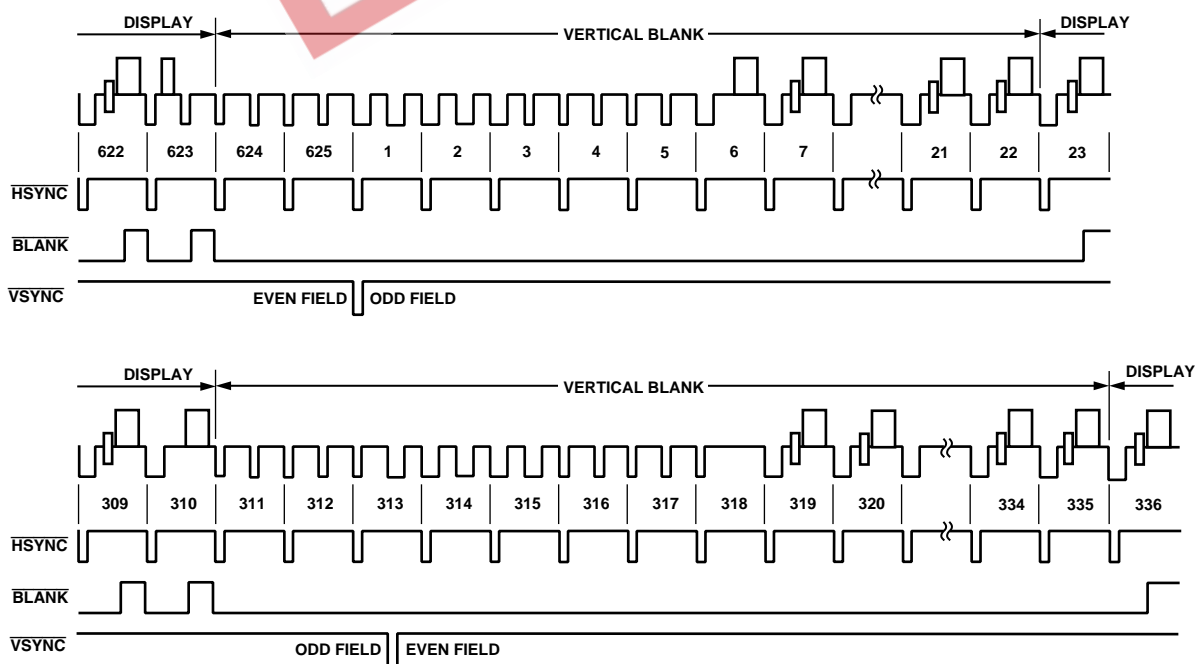 DISPLAY VERTICAL BLANK DISPLAY
622 623 624 625 1 2 3 4 5 6 7 21 22 23
HSYNC
BLANK
VSYNC EVEN FIELD ODD FIELD
DISPLAY VERTICAL BLANK DISPLAY
309 310 311 312 313 314 315 316 317 318 319 320 334 335 336
HSYNC
BLANK
VSYNC ODD FIELD EVEN FIELD